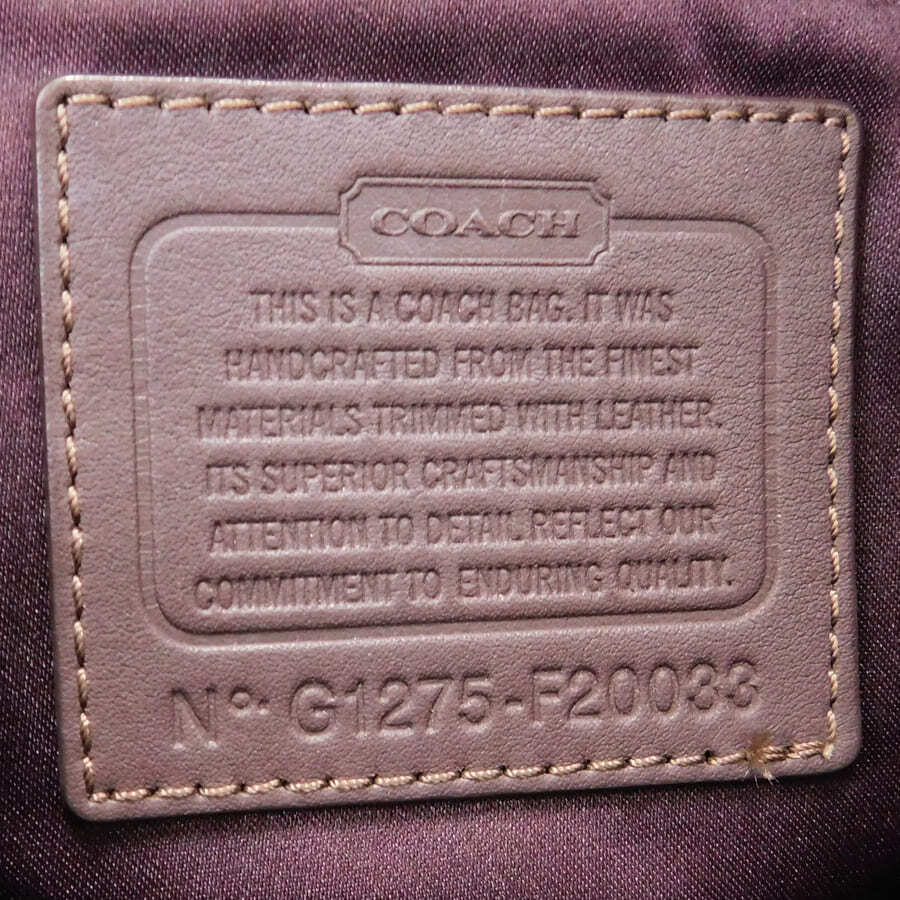 COACH
THIS IS A COACH BAG. IT WAS
HANDCRAFTED FROM THE FINEST
MATERIALS TRIMMED WITH LEATHER.
ITS SUPERIOR CRAFTSMANSHIP AND
ATTENTION TO DETAIL REFLECT OUR
COMMITMENT TO ENDURING QUALITY.
Nº. G1275-F20033